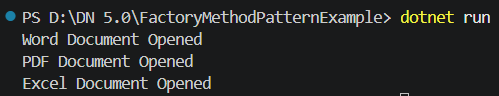 PS D:\DN 5.0\FactoryMethodPatternExample> dotnet run
Word Document Opened
PDF Document Opened
Excel Document Opened